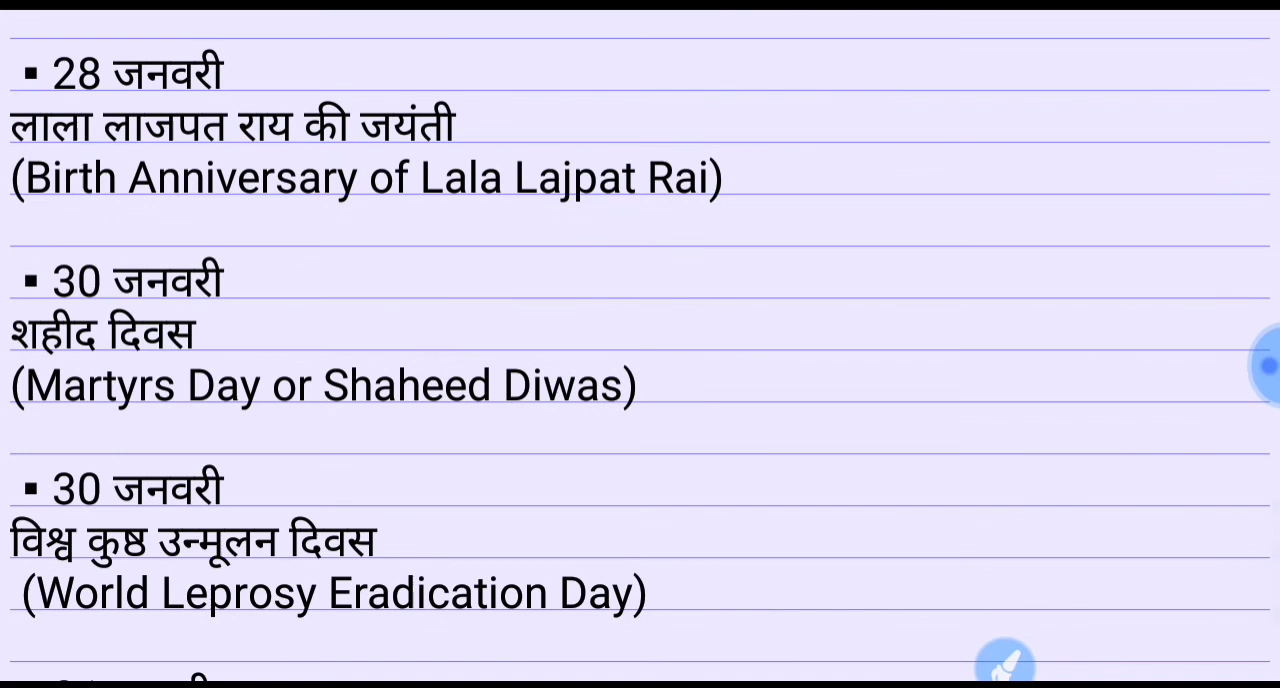 ▪ 28 जनवरी
लाला लाजपत राय की जयंती
(Birth Anniversary of Lala Lajpat Rai)
▪ 30 जनवरी
शहीद दिवस
(Martyrs Day or Shaheed Diwas)
▪ 30 जनवरी
विश्व कुष्ठ उन्मूलन दिवस
(World Leprosy Eradication Day)